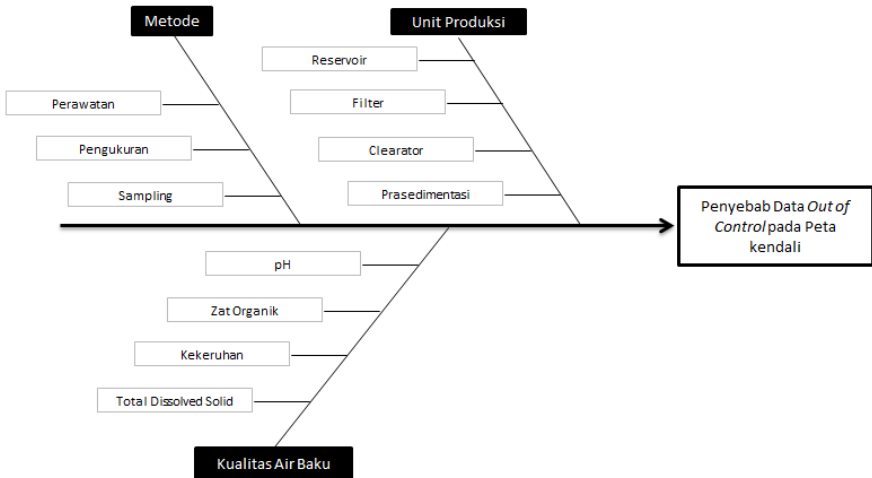 Metode
Unit Produksi
Reservoir
Perawatan
Filter
Pengukuran
Clearator
Sampling
Prasedimentasi
Penyebab Data Out of
Control pada Peta
kendali
pH
Zat Organik
Kekeruhan
Total Dissolved Solid
Kualitas Air Baku